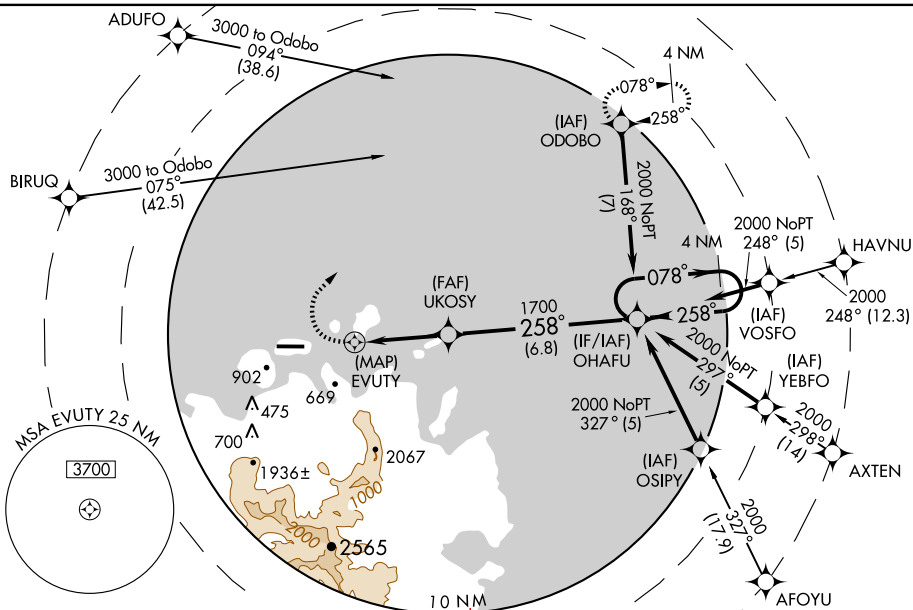 ADUFO
3000 to Odobo
094°
(38.6)
4 NM
078°
258°
(IAF)
ODOBO
BIRUQ
3000 to Odobo
075°
(42.5)
2000 NoPT
168°
(7)
4 NM
2000 NoPT
248° (5)
HAVNU
078°
258°
(IAF)
VOSFO
2000
248° (12.3)
(FAF)
UKOSY
1700
258°
(6.8)
(IF/IAF)
OHAFU
(MAP)
EVUTY
2000 NoPT
297°
(5)
(IAF)
YEBFO
902
669
475
700
2000 NoPT
327° (5)
2000
298°
(14)
AXTEN
MSA EVUTY 25 NM
3700
1936±
2067
1000
2000
2565
(IAF)
OSIPY
2000
327°
(17.9)
AFOYU
10 NM